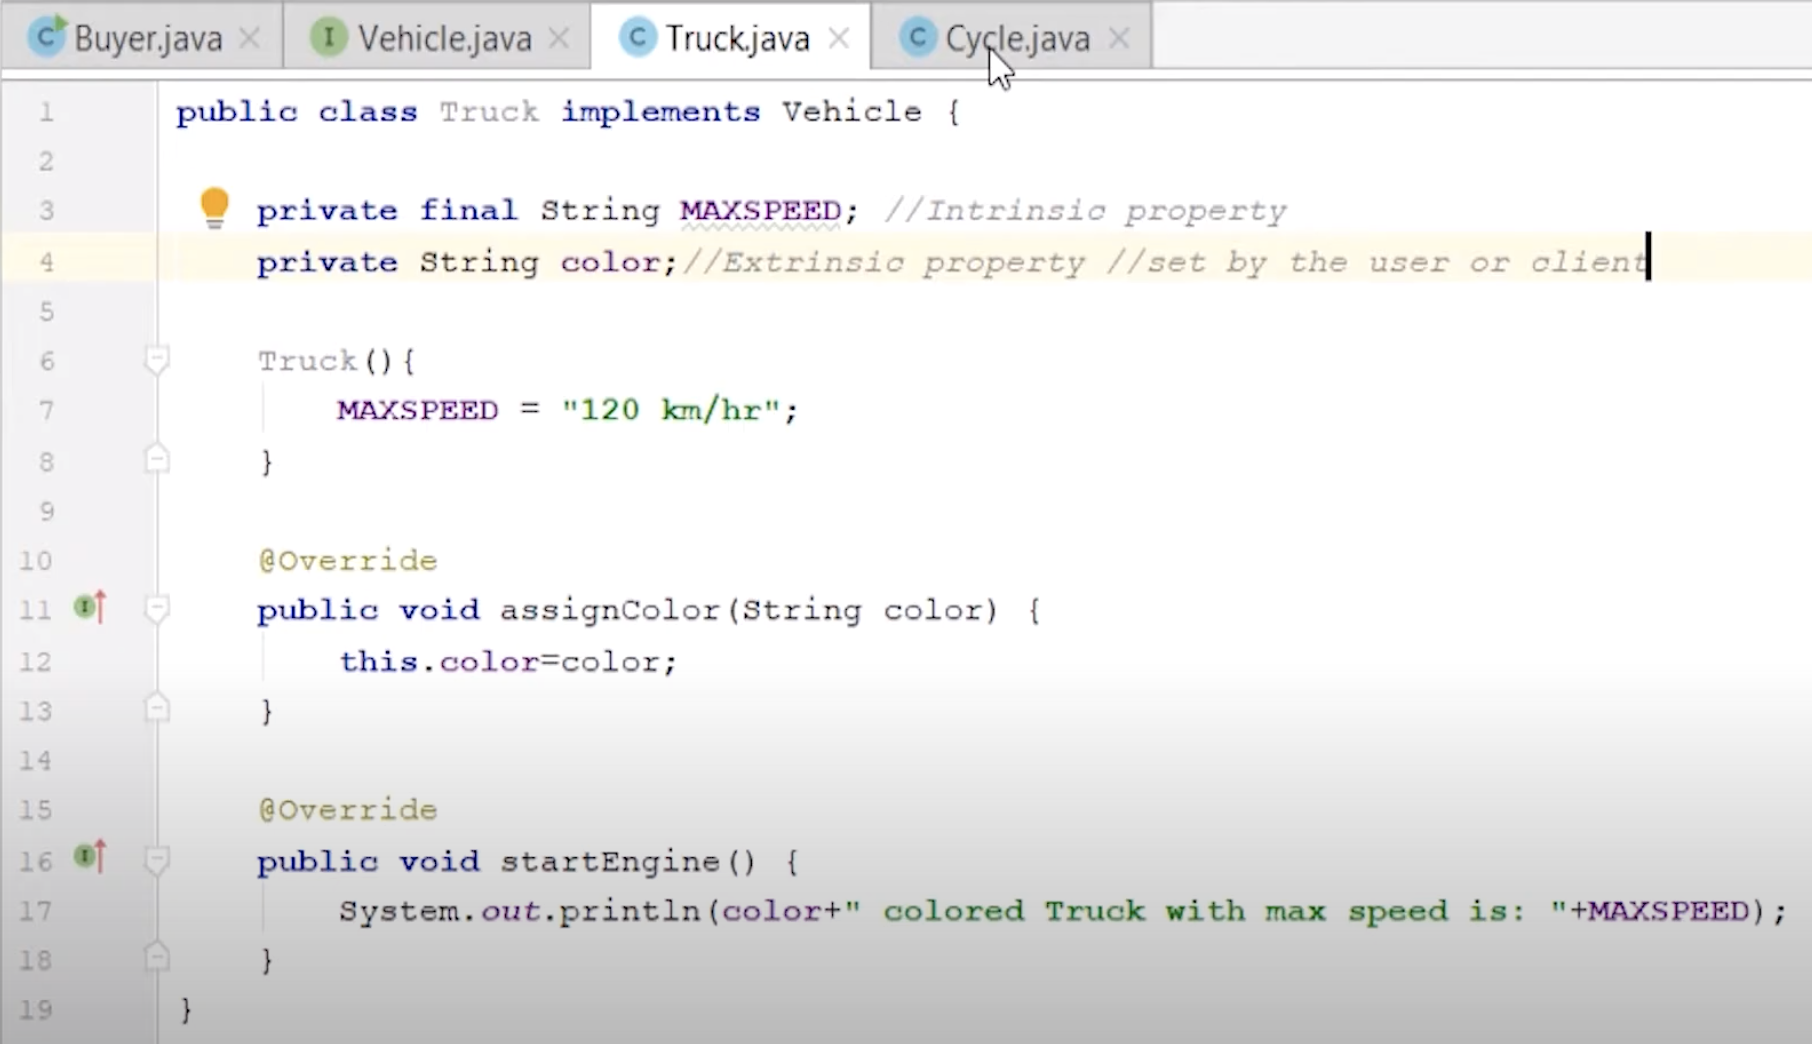 Buyer.java Vehicle.java Truck.java Cycle.java
1 public class Truck implements Vehicle {
2
3 private final String MAXSPEED; //Intrinsic property
4 private String color;//Extrinsic property //set by the user or client
5
6 Truck(){
7 MAXSPEED = "120 km/hr";
8 }
9
10 @Override
11 public void assignColor(String color) {
12 this.color=color;
13 }
14
15 @Override
16 public void startEngine() {
17 System.out.println(color+" colored Truck with max speed is: "+MAXSPEED);
18 }
19 }